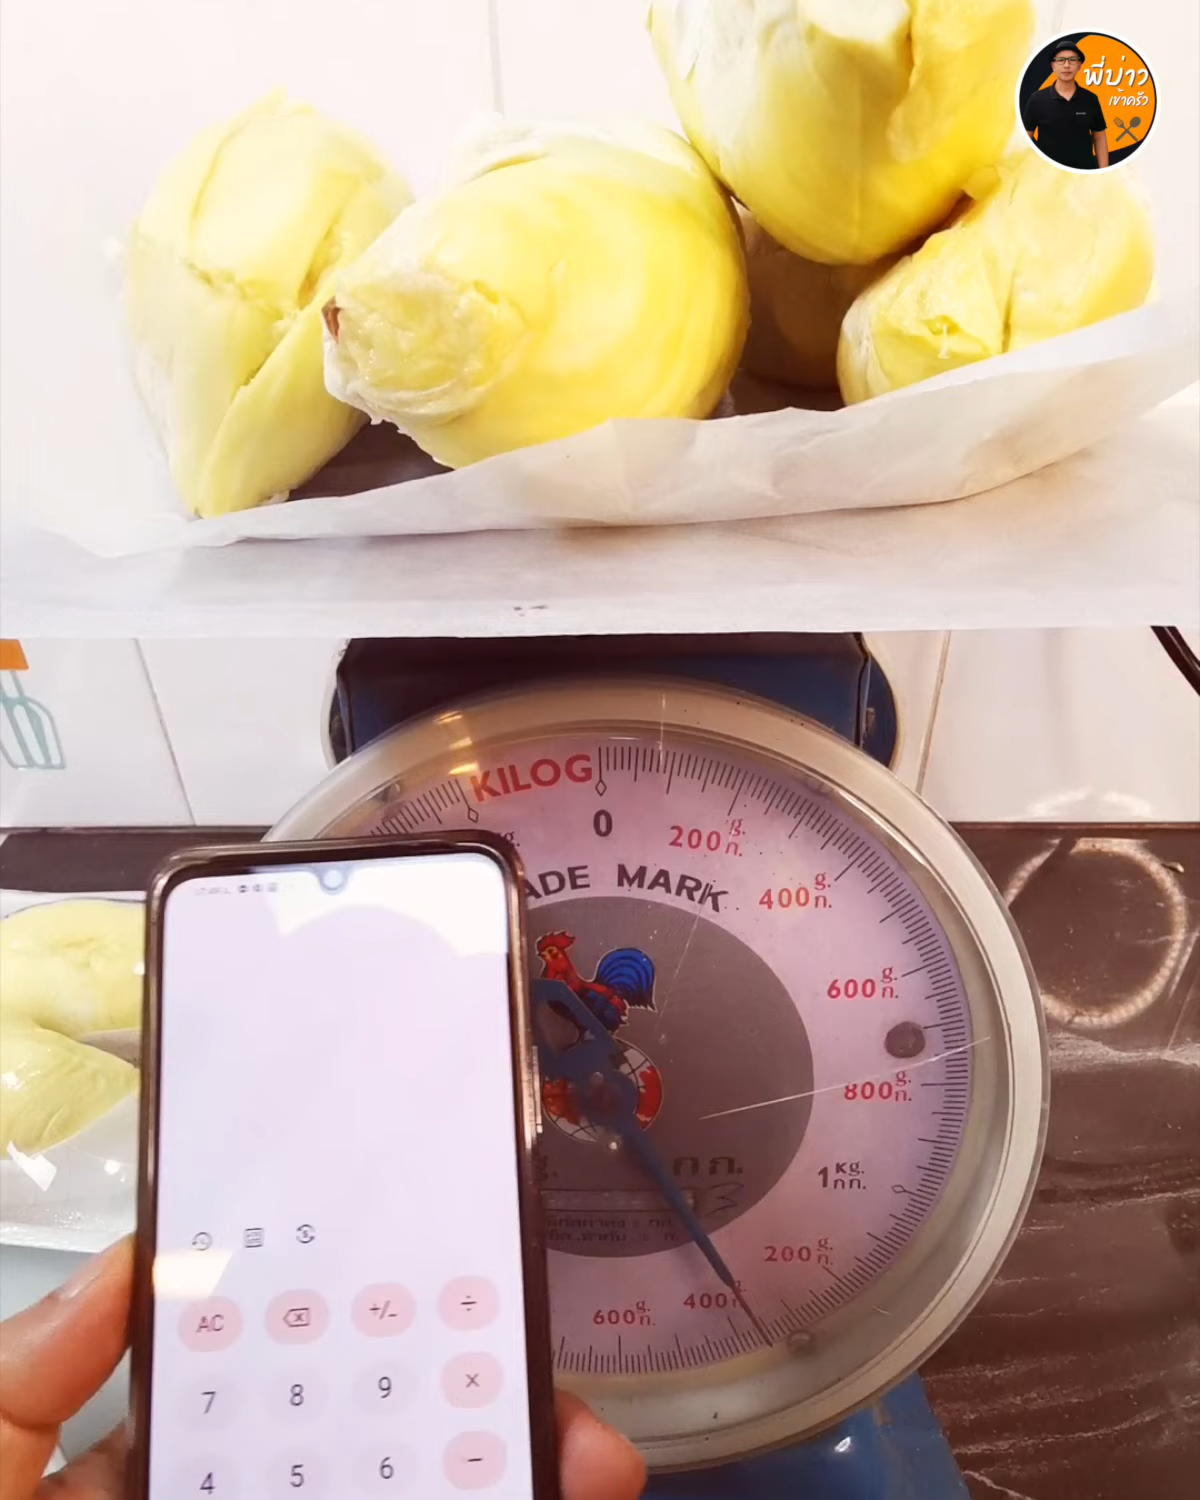 พี่บ่าว
เข้าครัว
KILOG
0
200 g. ก.
ADE MARK
400 g. ก.
600 g. ก.
800 g. ก.
1 Kg. กก.
กก.
200 g. ก.
400 g. ก.
600 g. ก.
AC
+/−
÷
7
8
9
×
4
5
6
−